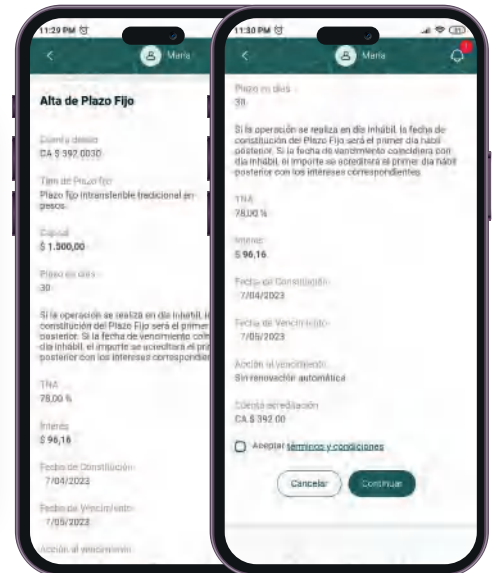 11:29 PM
María
Alta de Plazo Fijo
Cuenta débito
CA $ 392 0030
Tipo de Plazo fijo
Plazo fijo intransferible tradicional en
pesos
Capital
$ 1.500,00
Plazo en días
30
Si la operación se realiza en día inhábil, l
constitución del Plazo Fijo será el primer
posterior. Si la fecha de vencimiento coin
día inhábil, el importe se acreditará el pri
posterior con los intereses correspondien
TNA
78,00 %
Interés
$ 96,16
Fecha de Constitución
7/04/2023
Fecha de Vencimiento
7/05/2023
Acción al vencimiento
11:30 PM
María
Plazo en días
30
Si la operación se realiza en día inhábil, la fecha de
constitución del Plazo Fijo será el primer día hábil
posterior. Si la fecha de vencimiento coincidiera con
día inhábil, el importe se acreditará el primer día hábil
posterior con los intereses correspondientes.
TNA
78,00 %
Interés
$ 96,16
Fecha de Constitución
7/04/2023
Fecha de Vencimiento
7/05/2023
Acción al vencimiento
Sin renovación automática
Cuenta acreditación
CA $ 392 00
Aceptar términos y condiciones
Cancelar
Continuar